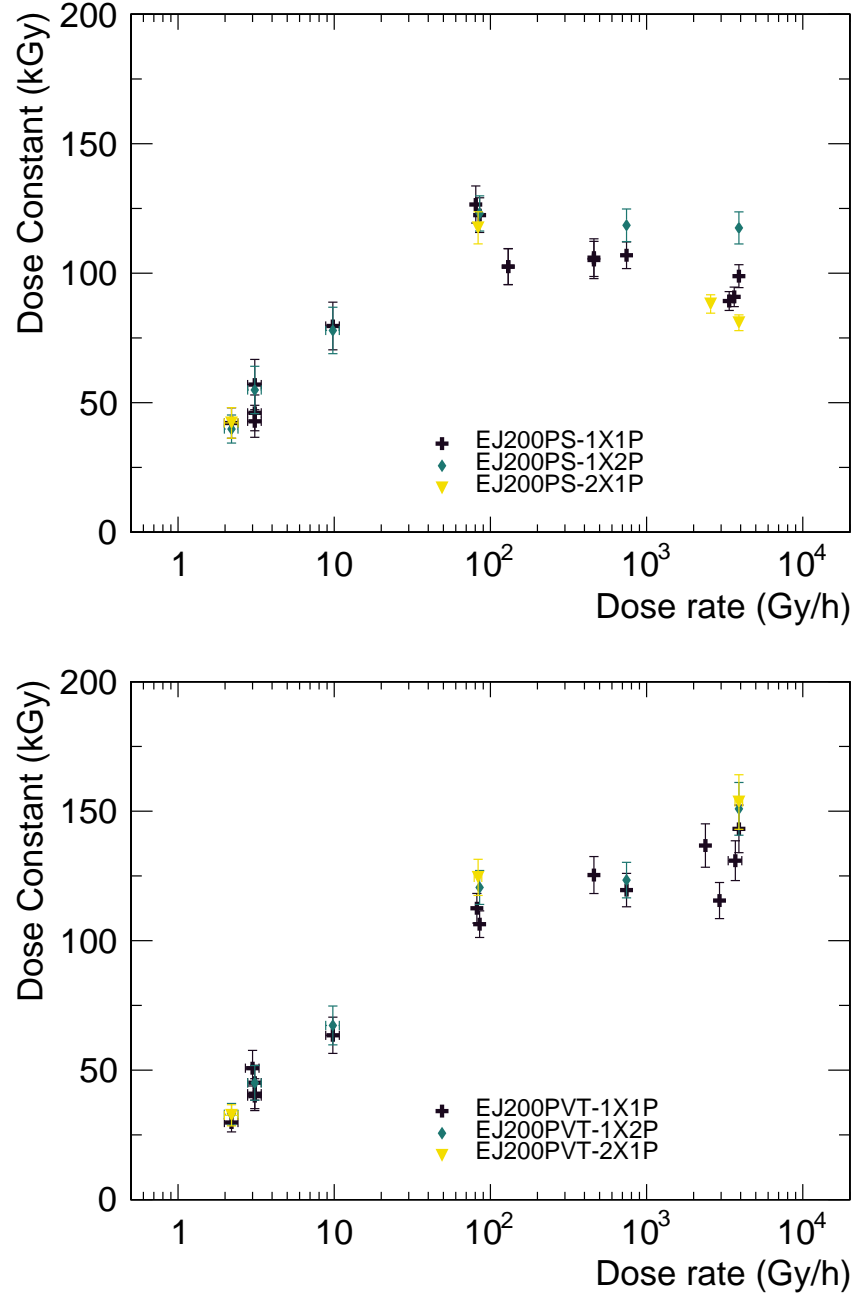 200
150
100
50
0
Dose Constant (kGy)
EJ200PS-1X1P
EJ200PS-1X2P
EJ200PS-2X1P
1 10 10² 10³ 10⁴
Dose rate (Gy/h)
200
150
100
50
0
Dose Constant (kGy)
EJ200PVT-1X1P
EJ200PVT-1X2P
EJ200PVT-2X1P
1 10 10² 10³ 10⁴
Dose rate (Gy/h)